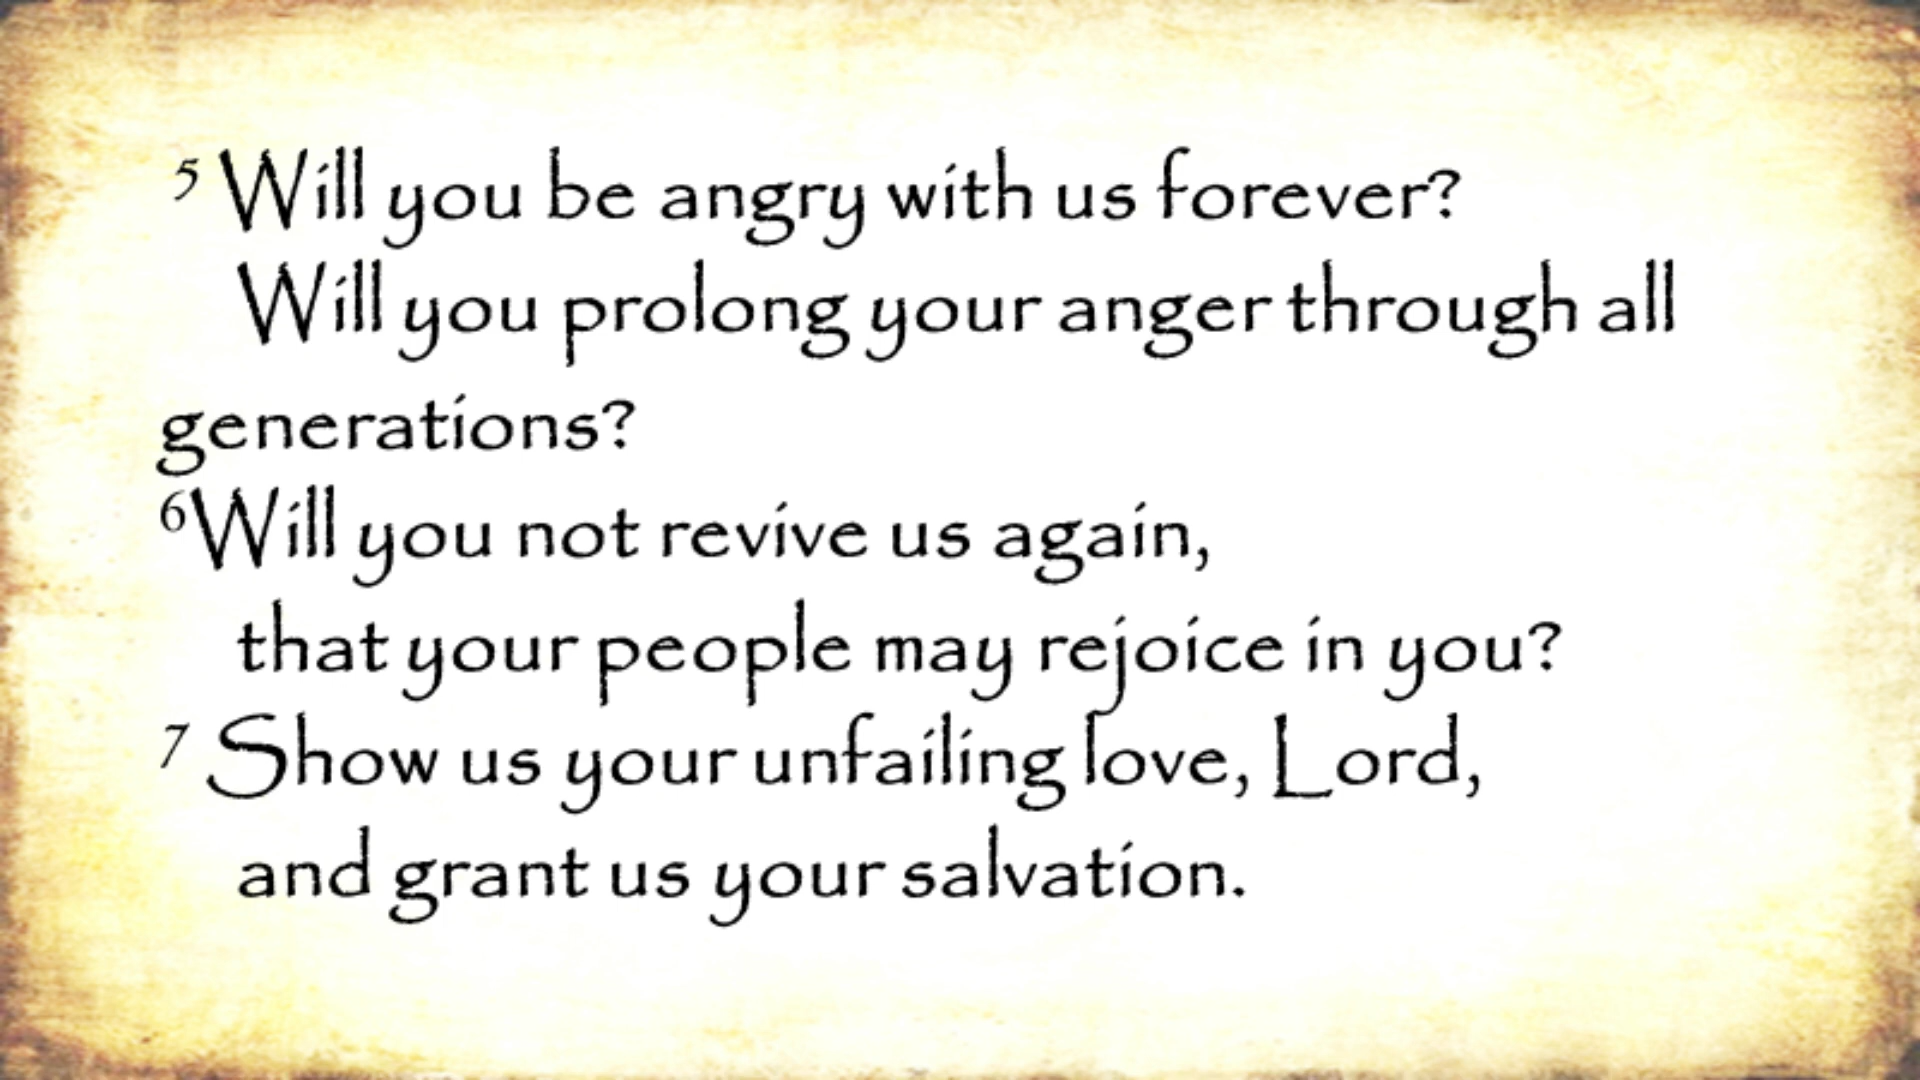 5 Will you be angry with us forever?
Will you prolong your anger through all
generations?
6Will you not revive us again,
that your people may rejoice in you?
7 Show us your unfailing love, Lord,
and grant us your salvation.